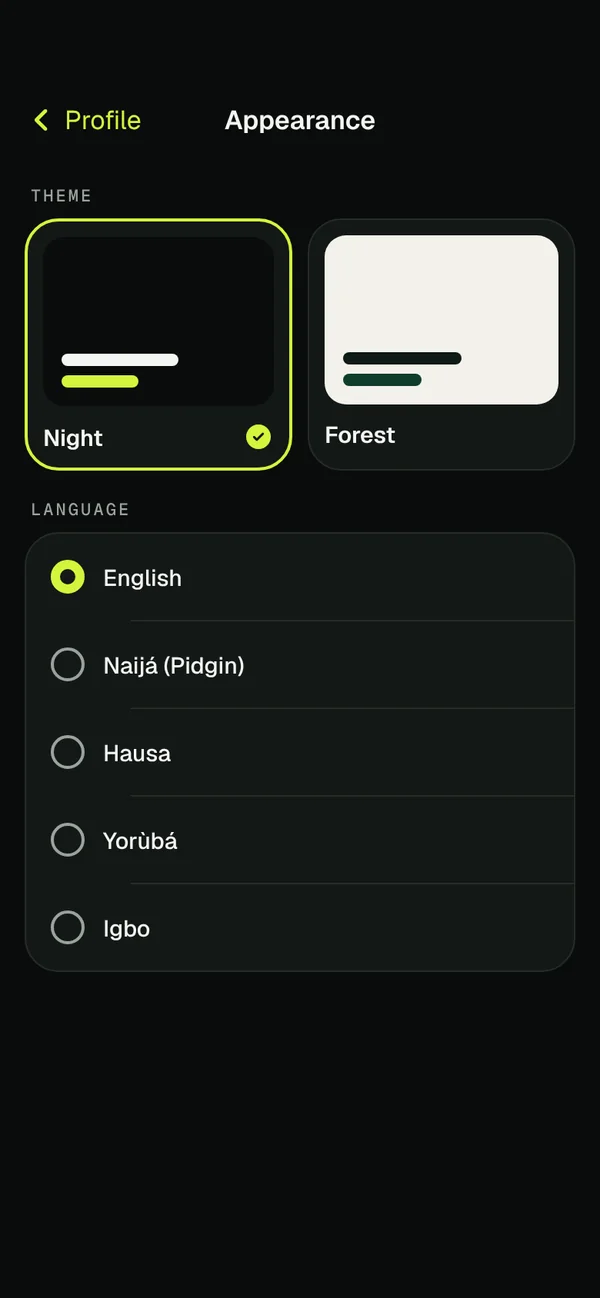 Profile
Appearance
THEME
Night
Forest
LANGUAGE
English
Naijá (Pidgin)
Hausa
Yorùbá
Igbo